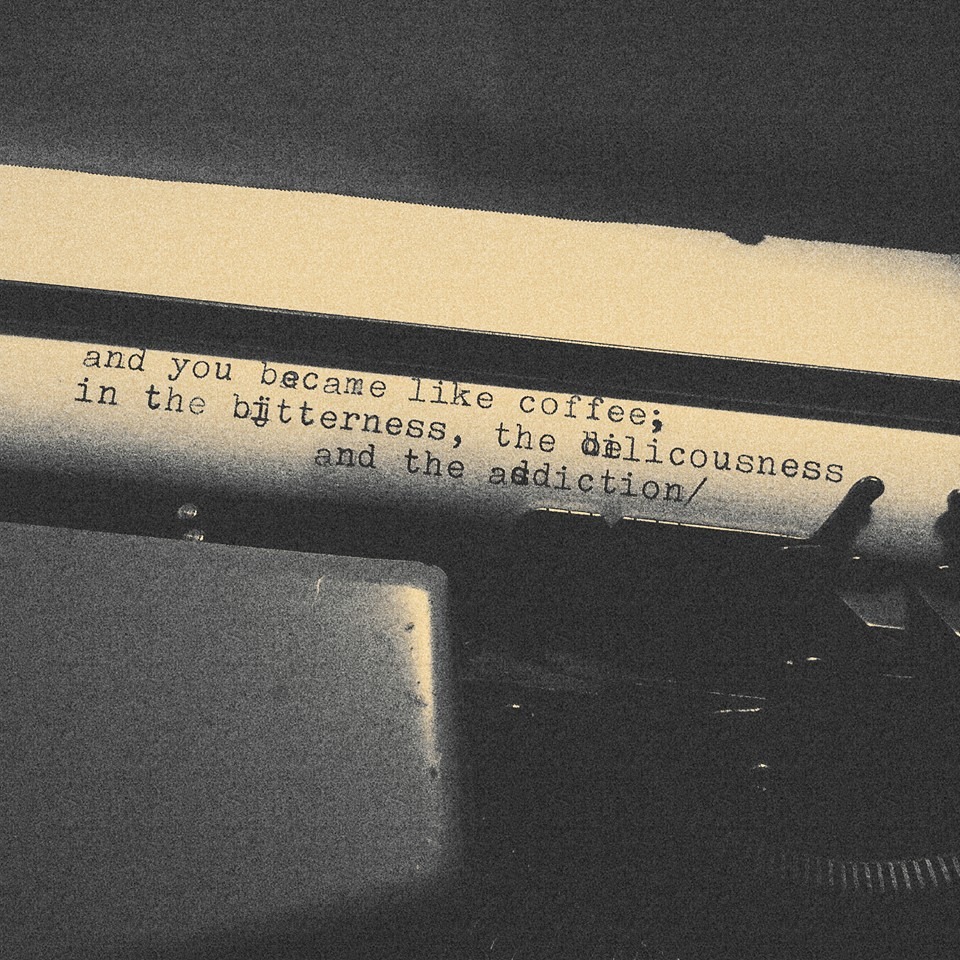 and you became like coffee;
in the bitterness, the delicousness
and the addiction/